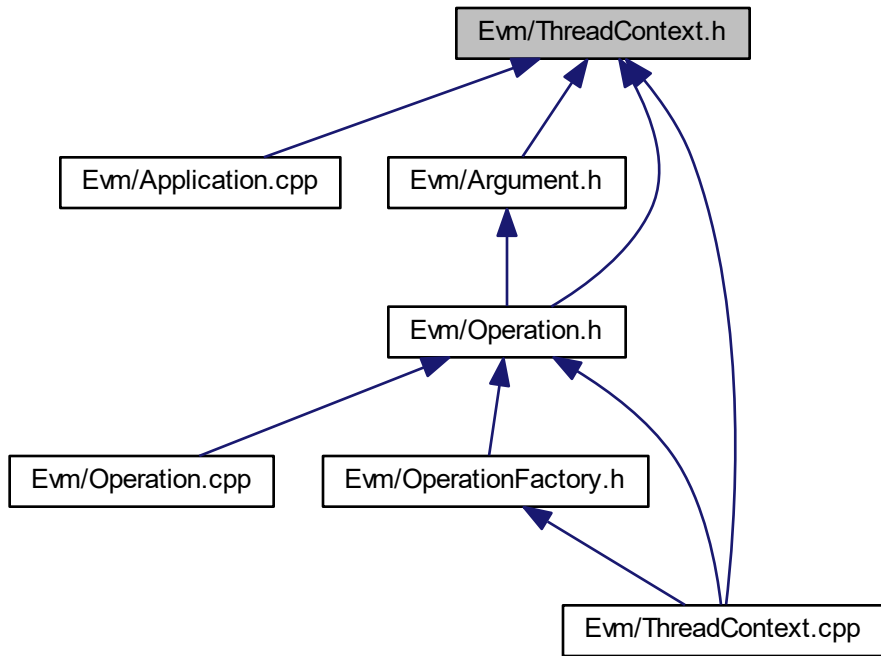 Evm/ThreadContext.h
Evm/Application.cpp
Evm/Argument.h
Evm/Operation.h
Evm/Operation.cpp
Evm/OperationFactory.h
Evm/ThreadContext.cpp